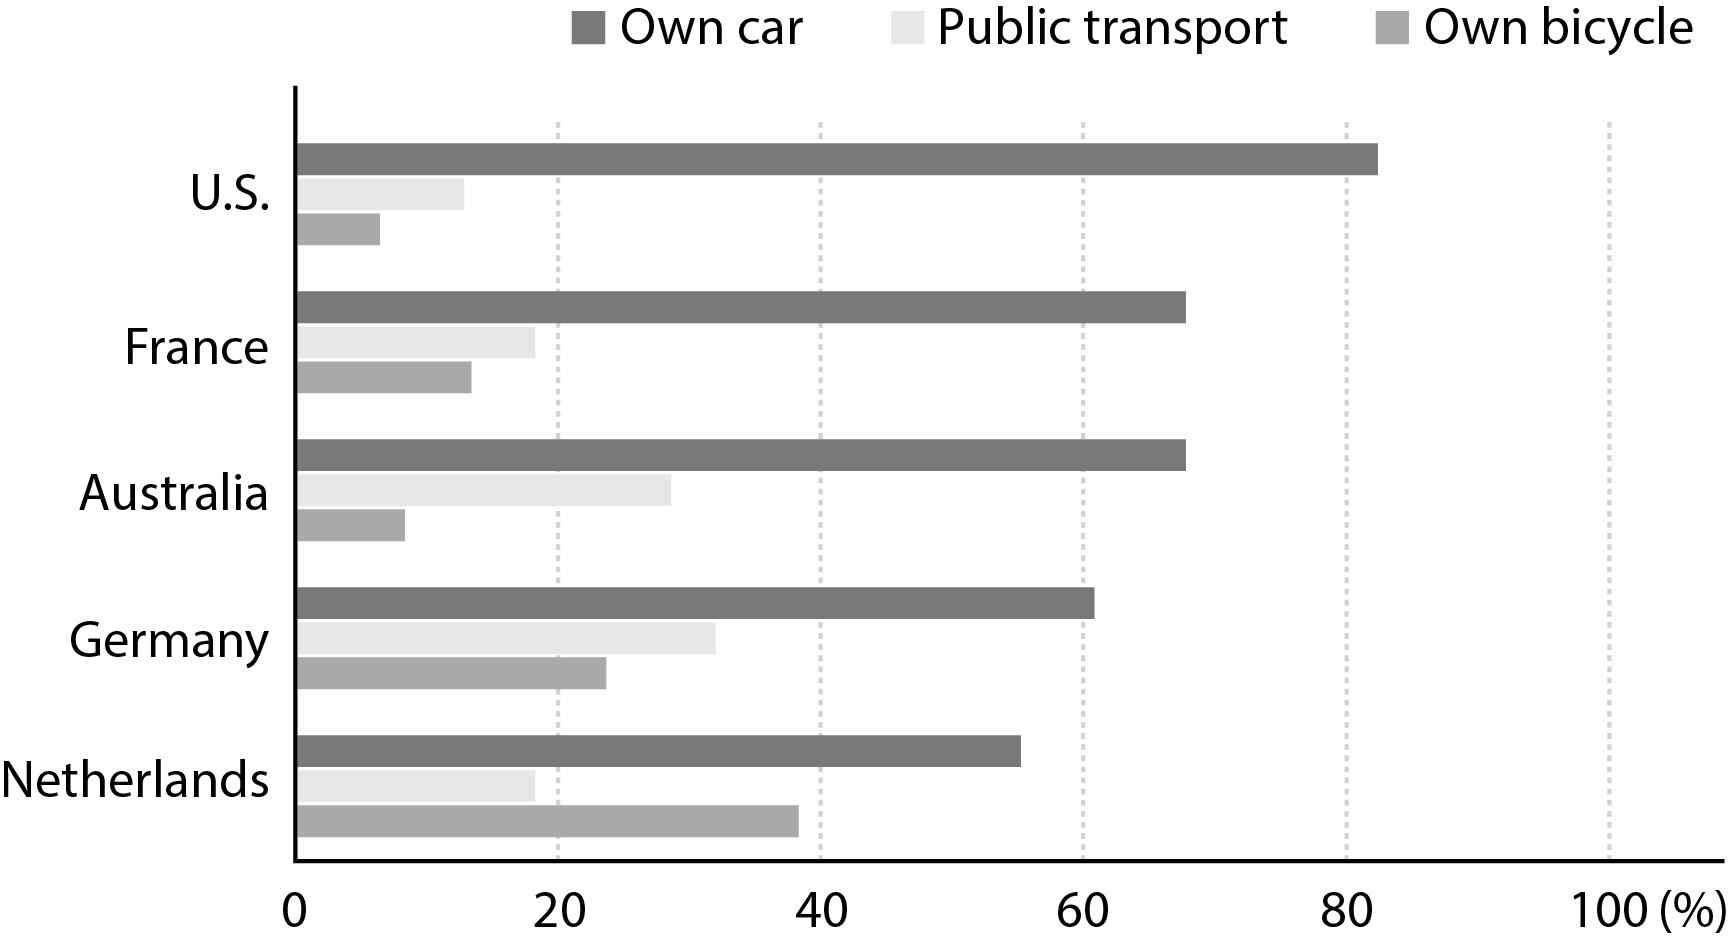 Own car Public transport Own bicycle
U.S.
France
Australia
Germany
Netherlands
0 20 40 60 80 100 (%)